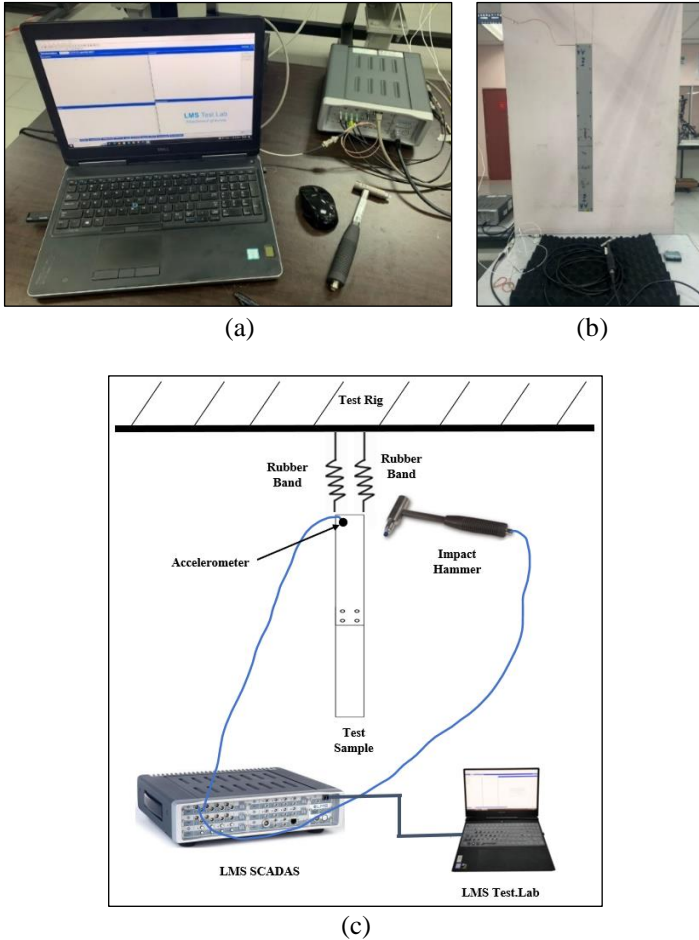 LMS Test.Lab
DELL
(a)
(b)
Test Rig
Rubber
Band
Rubber
Band
Accelerometer
Impact
Hammer
Test
Sample
LMS SCADAS
LMS Test.Lab
(c)